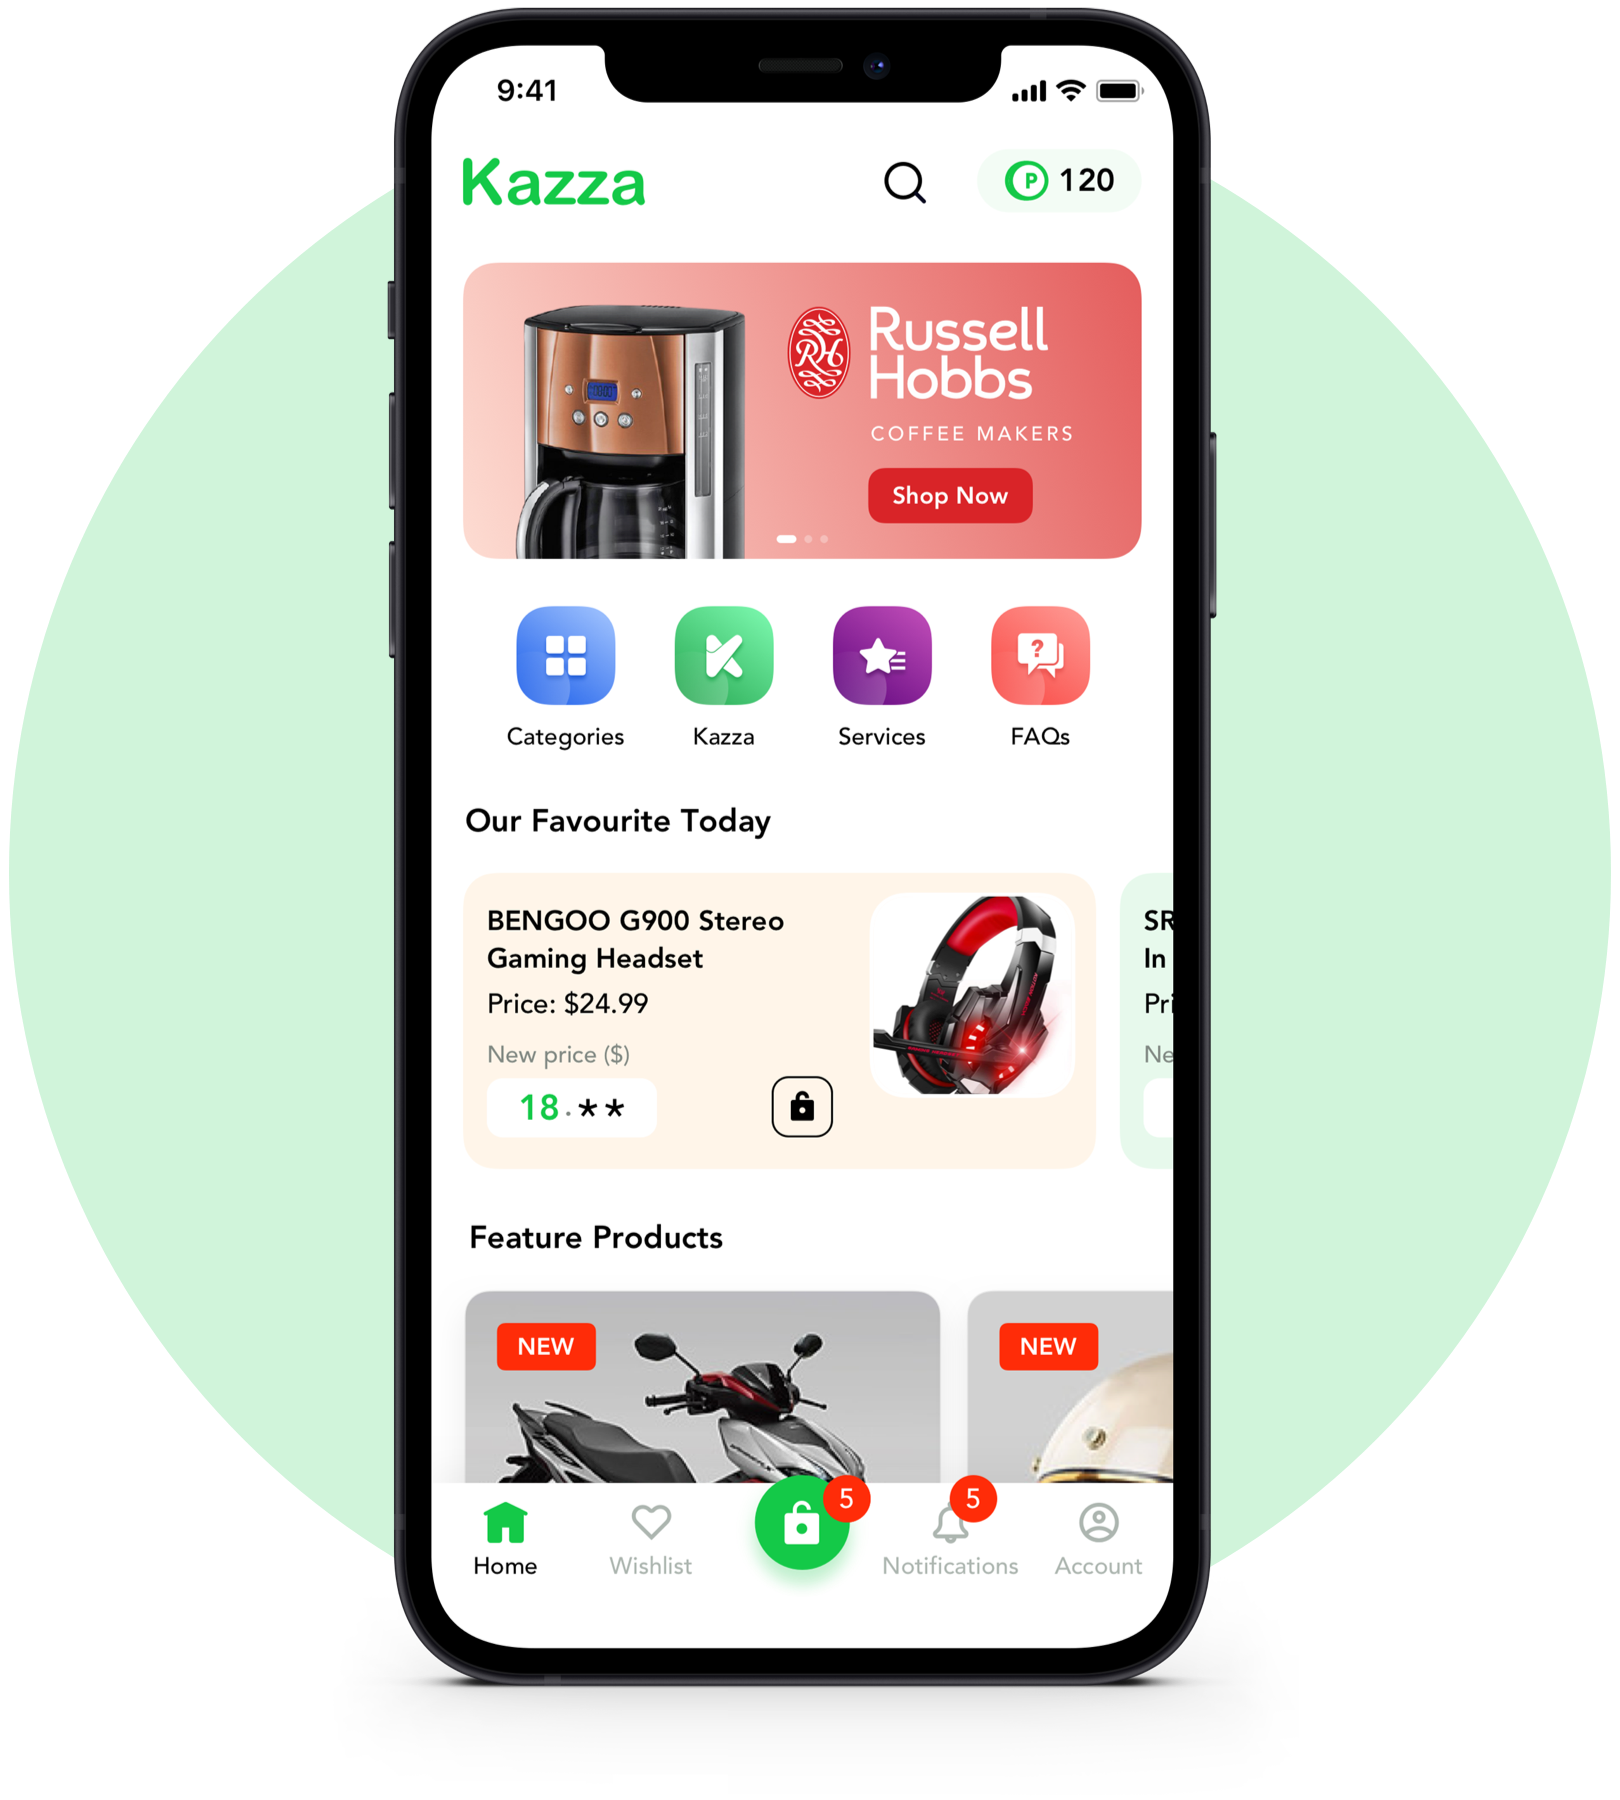 9:41
Kazza
P 120
RH
Russell
Hobbs
COFFEE MAKERS
Shop Now
Categories
Kazza
Services
FAQs
Our Favourite Today
BENGOO G900 Stereo
Gaming Headset
Price: $24.99
New price ($)
18.**
SR
In
Pri
Ne
Feature Products
NEW
NEW
5
5
Home
Wishlist
Notifications
Account